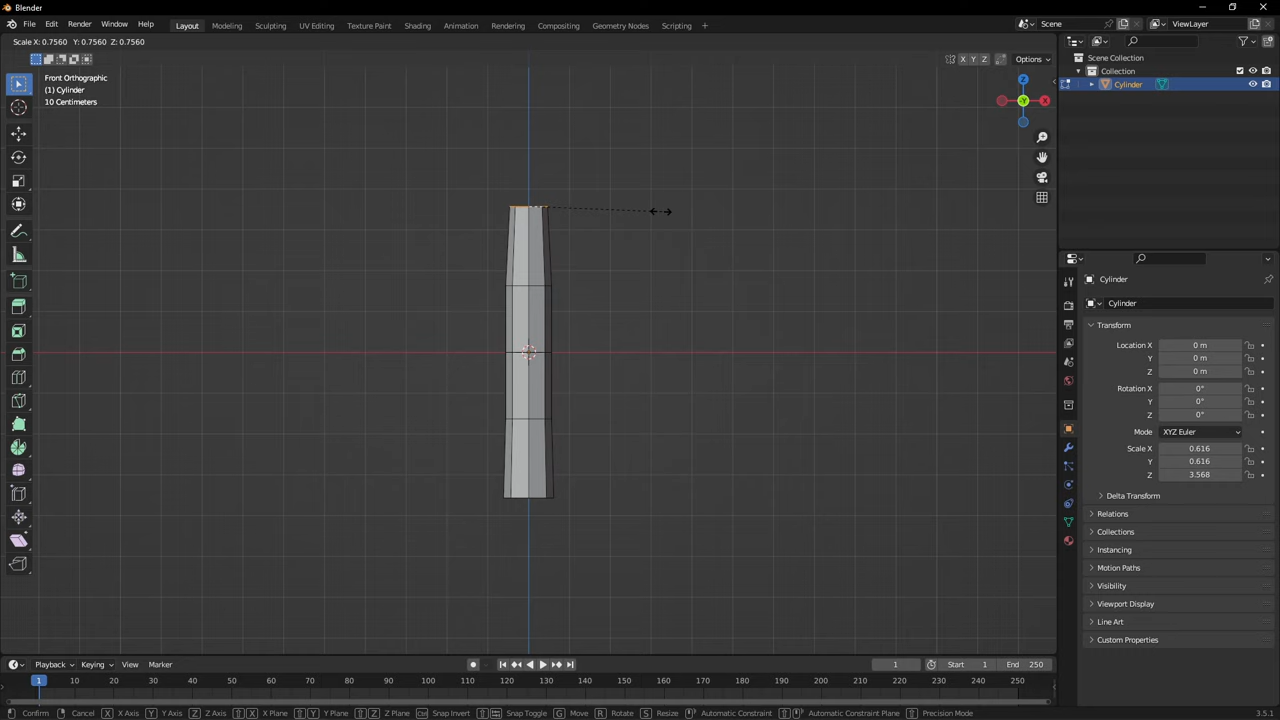 Blender
File Edit Render Window Help Layout Modeling Sculpting UV Editing Texture Paint Shading Animation Rendering Compositing Geometry Nodes Scripting + Scene ViewLayer
Scale X: 0.7560 Y: 0.7560 Z: 0.7560
X Y Z Options
Front Orthographic
(1) Cylinder
10 Centimeters
Z
-Y X
Scene Collection
Collection
Cylinder
Cylinder
Cylinder
Transform
Location X 0 m
Y 0 m
Z 0 m
Rotation X 0°
Y 0°
Z 0°
Mode XYZ Euler
Scale X 0.616
Y 0.616
Z 3.568
Delta Transform
Relations
Collections
Instancing
Motion Paths
Visibility
Viewport Display
Line Art
Custom Properties
Playback Keying View Marker 1 Start 1 End 250
1 10 20 30 40 50 60 70 80 90 100 110 120 130 140 150 160 170 180 190 200 210 220 230 240 250
Confirm Cancel X X Axis Y Y Axis Z Z Axis X X Plane Y Y Plane Z Z Plane Snap Invert Snap Toggle G Move R Rotate S Resize Automatic Constraint Automatic Constraint Plane Precision Mode 3.5.1